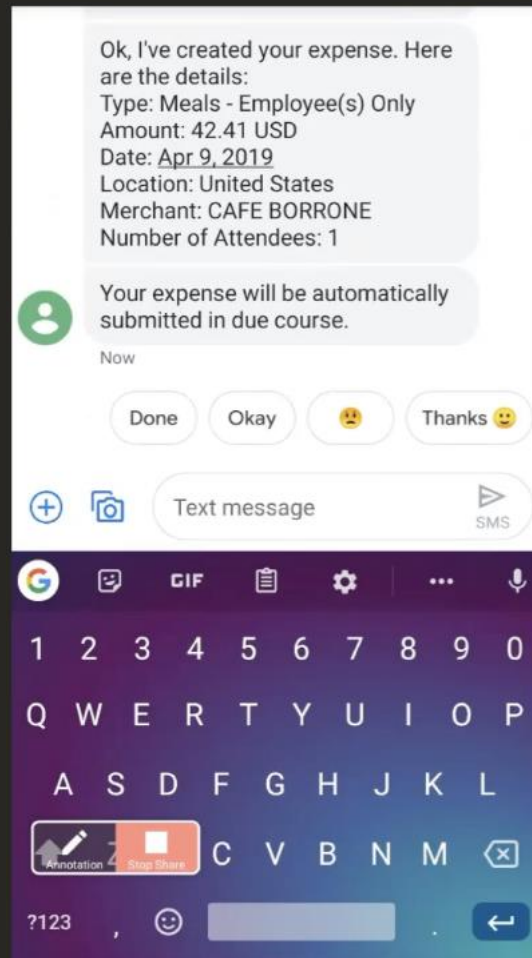 Ok, I've created your expense. Here
are the details:
Type: Meals - Employee(s) Only
Amount: 42.41 USD
Date: Apr 9, 2019
Location: United States
Merchant: CAFE BORRONE
Number of Attendees: 1
Your expense will be automatically
submitted in due course.
Now
Done Okay 😠 Thanks 🙂
Text message
SMS
G GIF
1 2 3 4 5 6 7 8 9 0
Q W E R T Y U I O P
A S D F G H J K L
Annotation Z Stop Share C V B N M
?123 , .